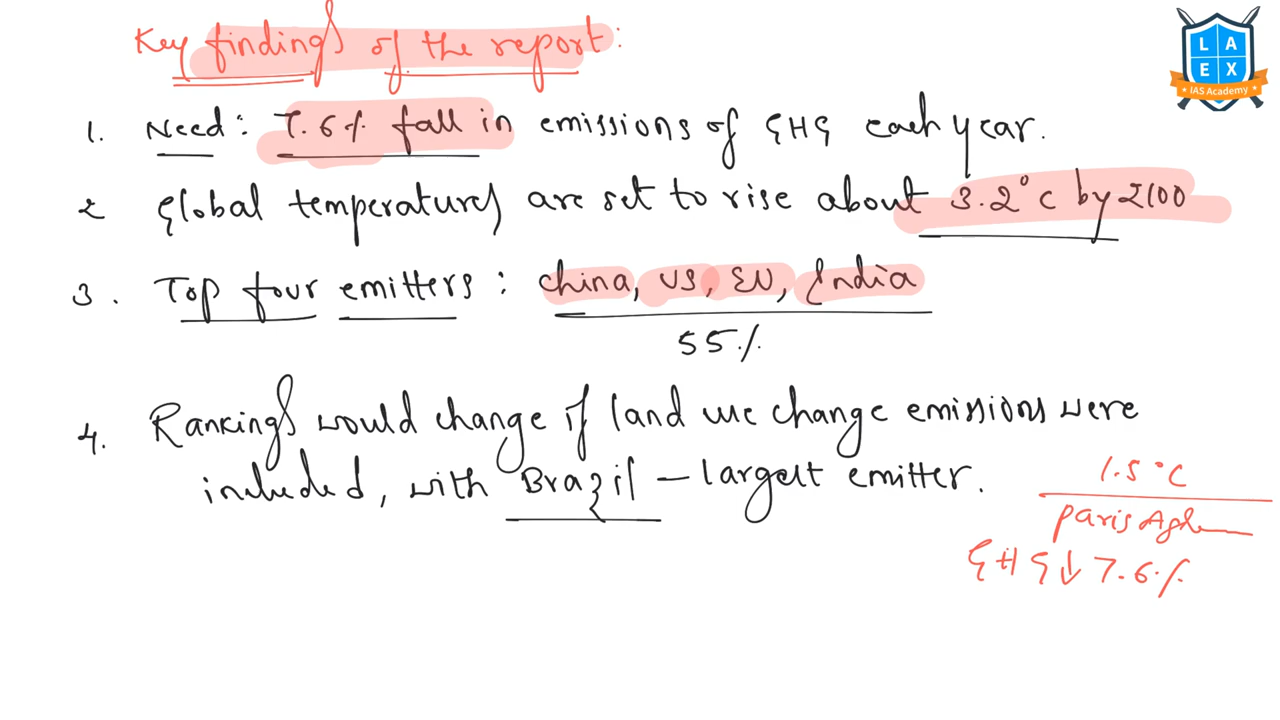 Key findings of the report:
L A
E X
IAS Academy
1. Need: 7.6% fall in emissions of GHG each year.
2 Global temperatures are set to rise about 3.2°C by 2100
3. Top four emitters: China, US, EU, India
55%
4. Rankings would change if land use change emissions were
included, with Brazil - largest emitter.
1.5°C
Paris
GHG ↓ 7.6%